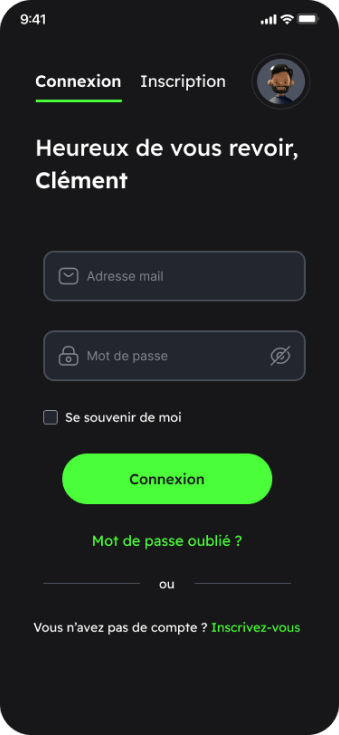 9:41
Connexion Inscription
Heureux de vous revoir,
Clément
Adresse mail
Mot de passe
Se souvenir de moi
Connexion
Mot de passe oublié ?
ou
Vous n’avez pas de compte ? Inscrivez-vous